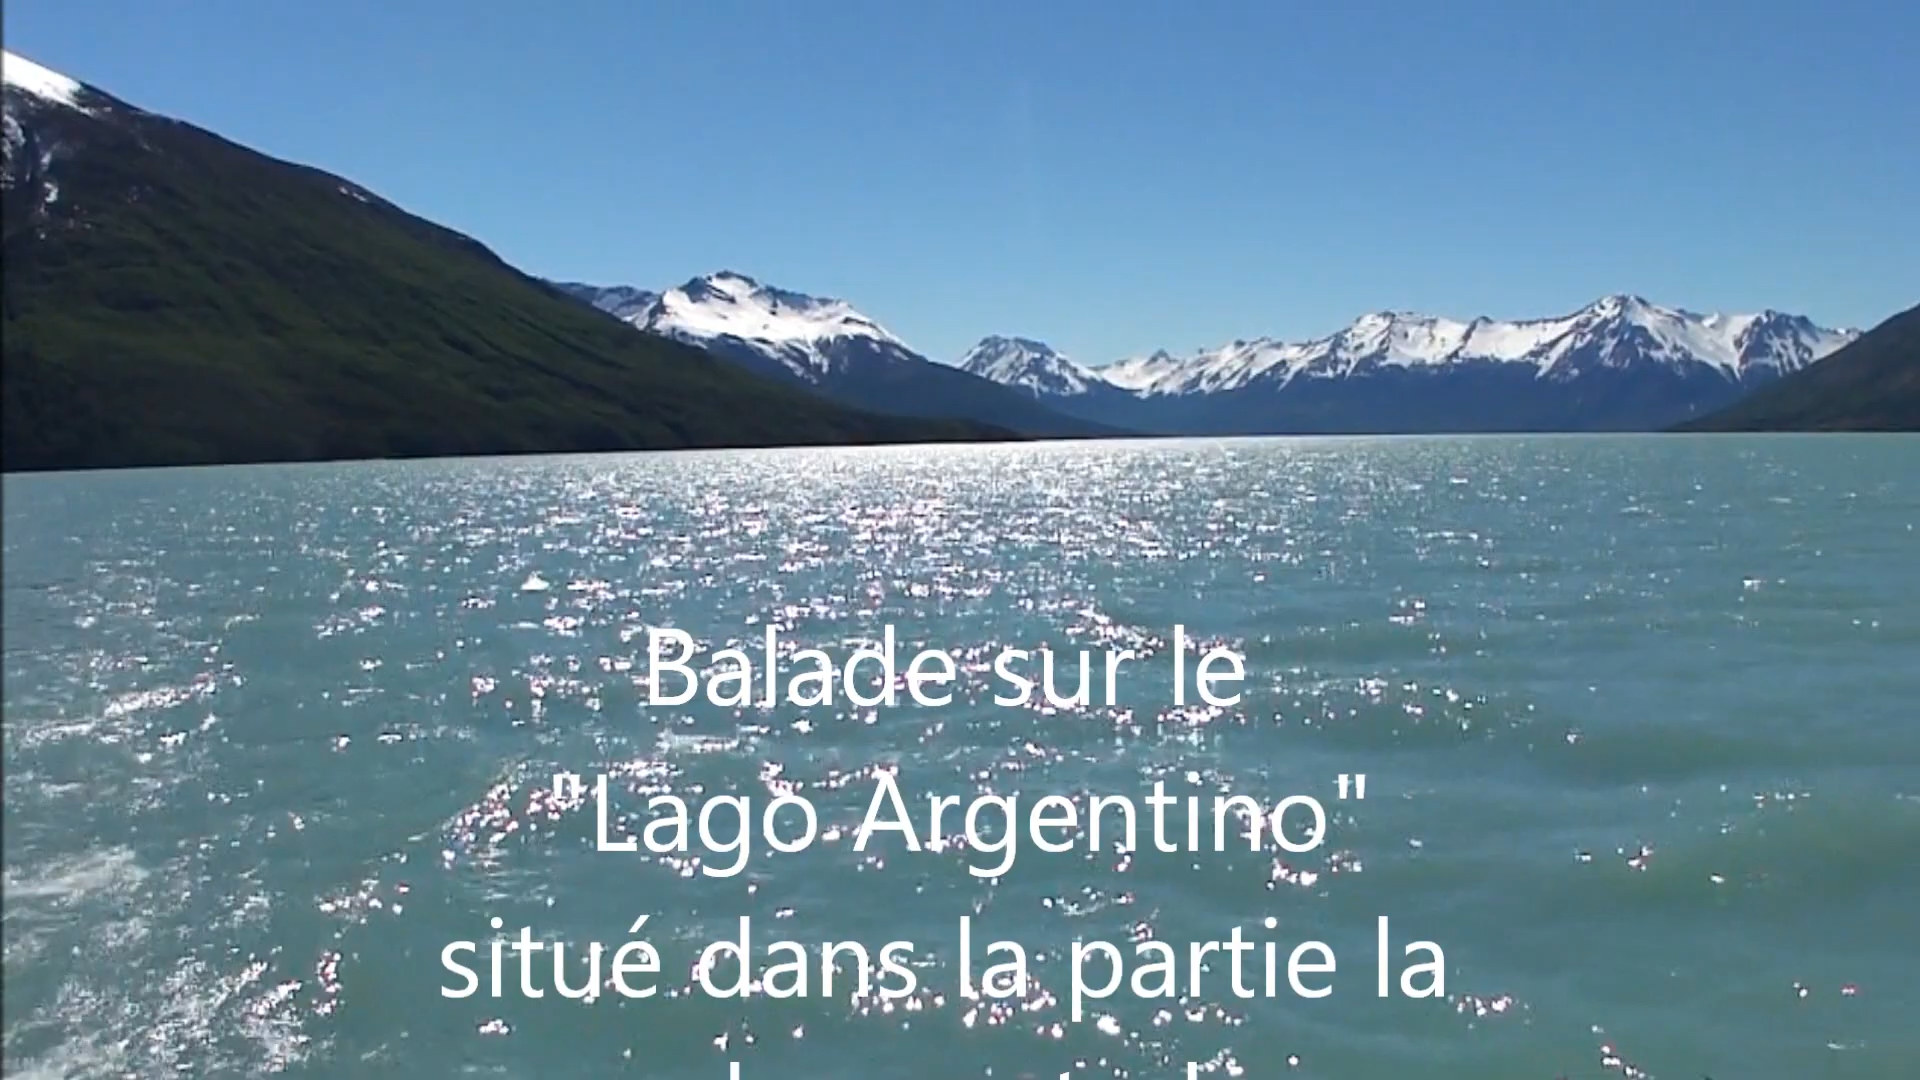 Balade sur le
"Lago Argentino"
situé dans la partie la